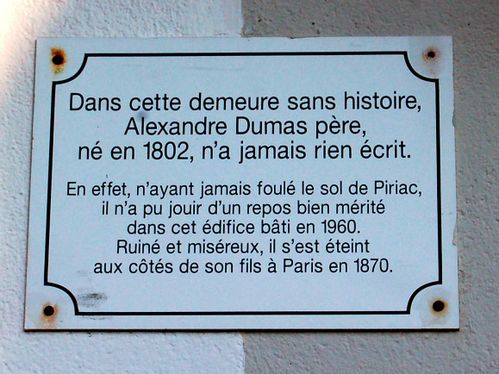 Dans cette demeure sans histoire,
Alexandre Dumas père,
né en 1802, n'a jamais rien écrit.
En effet, n'ayant jamais foulé le sol de Piriac,
il n'a pu jouir d'un repos bien mérité
dans cet édifice bâti en 1960.
Ruiné et miséreux, il s'est éteint
aux côtés de son fils à Paris en 1870.